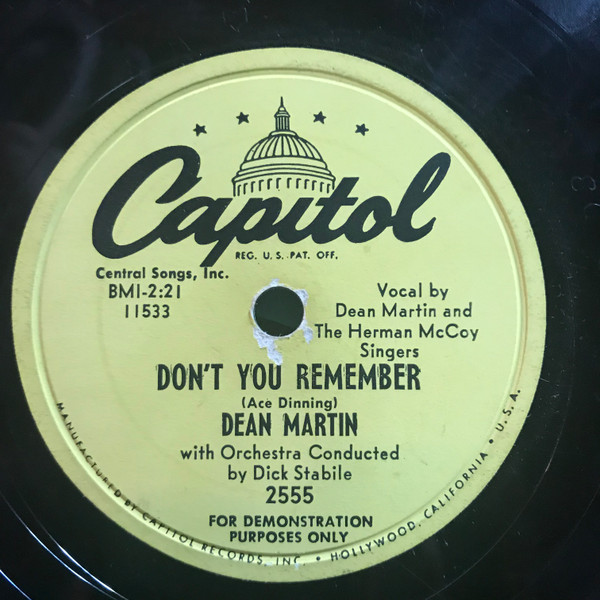 Capitol
REG. U. S. PAT. OFF.
Central Songs, Inc.
BMI-2:21
11533
Vocal by
Dean Martin and
The Herman McCoy
Singers
DON'T YOU REMEMBER
(Ace Dinning)
DEAN MARTIN
with Orchestra Conducted
by Dick Stabile
2555
FOR DEMONSTRATION
PURPOSES ONLY
MANUFACTURED BY CAPITOL RECORDS, INC. • HOLLYWOOD, CALIFORNIA • U. S. A.